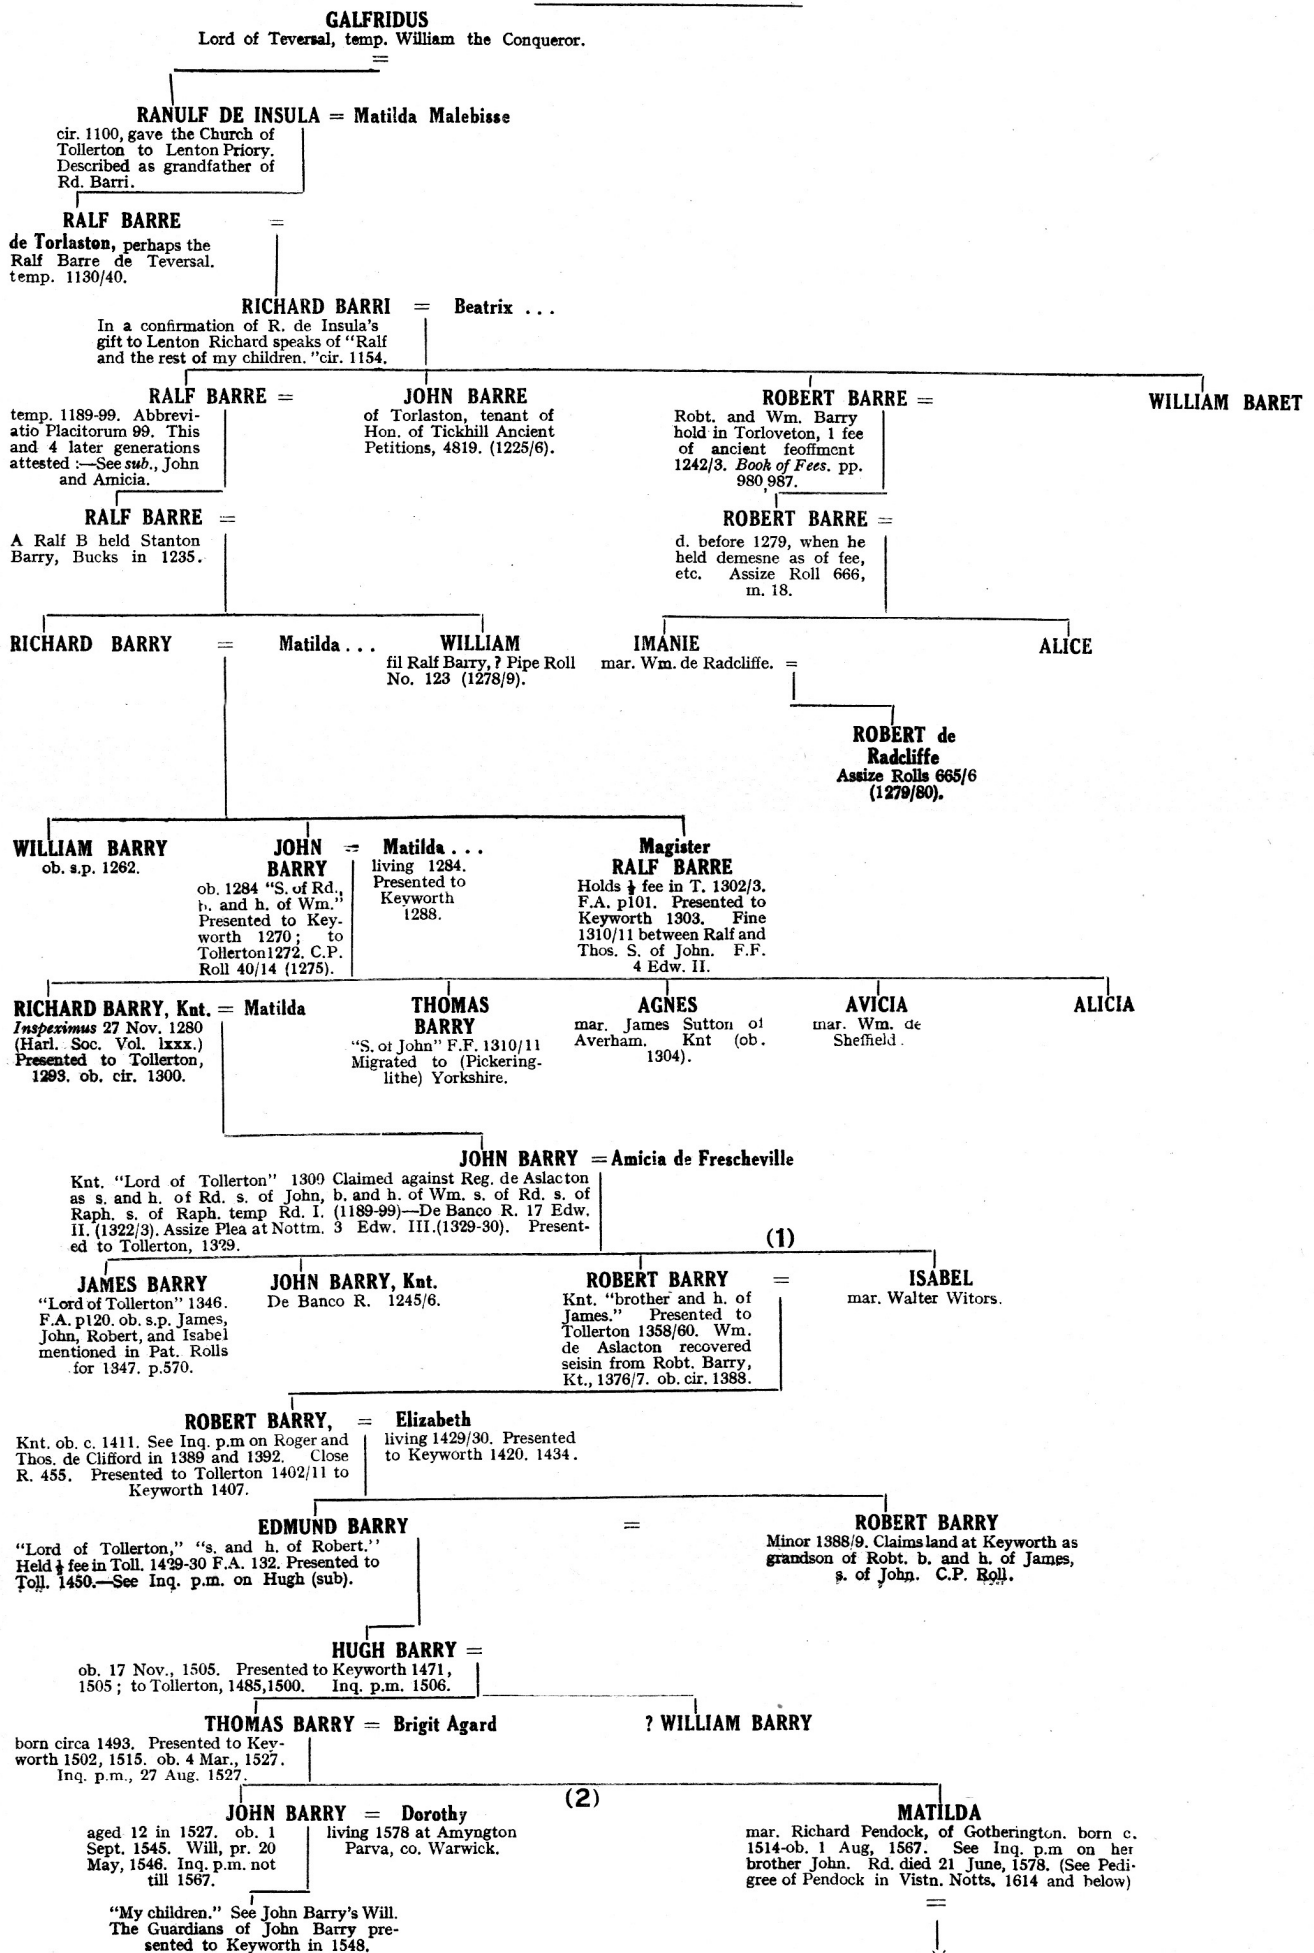 GALFRIDUS
Lord of Teversal, temp. William the Conqueror.
=
RANULF DE INSULA = Matilda Malebisse
cir. 1100, gave the Church of
Tollerton to Lenton Priory.
Described as grandfather of
Rd. Barri.
RALF BARRE =
de Torlaston, perhaps the
Ralf Barre de Teversal.
temp. 1130/40.
RICHARD BARRI = Beatrix ...
In a confirmation of R. de Insula's
gift to Lenton Richard speaks of "Ralf
and the rest of my children. "cir. 1154.
RALF BARRE =
temp. 1189-99. Abbrevi-
atio Placitorum 99. This
and 4 later generations
attested :—See sub., John
and Amicia.
JOHN BARRE
of Torlaston, tenant of
Hon. of Tickhill Ancient
Petitions, 4819. (1225/6).
ROBERT BARRE =
Robt. and Wm. Barry
hold in Torloveton, 1 fee
of ancient feoffment
1242/3. Book of Fees. pp.
980,987.
WILLIAM BARET
RALF BARRE =
A Ralf B held Stanton
Barry, Bucks in 1235.
ROBERT BARRE =
d. before 1279, when he
held demesne as of fee,
etc. Assize Roll 666,
m. 18.
RICHARD BARRY = Matilda ...
WILLIAM
fil Ralf Barry, ? Pipe Roll
No. 123 (1278/9).
IMANIE
mar. Wm. de Radcliffe. =
ALICE
ROBERT de
Radcliffe
Assize Rolls 665/6
(1279/80).
WILLIAM BARRY
ob. s.p. 1262.
JOHN = Matilda ...
BARRY
ob. 1284 "S. of Rd.,
b. and h. of Wm."
Presented to Key-
worth 1270; to
Tollerton1272. C.P.
Roll 40/14 (1275).
living 1284.
Presented to
Keyworth
1288.
Magister
RALF BARRE
Holds ½ fee in T. 1302/3.
F.A. p101. Presented to
Keyworth 1303. Fine
1310/11 between Ralf and
Thos. S. of John. F.F.
4 Edw. II.
RICHARD BARRY, Knt. = Matilda
Inspeximus 27 Nov. 1280
(Harl. Soc. Vol. lxxx.)
Presented to Tollerton,
1293. ob. cir. 1300.
THOMAS
BARRY
"S. of John" F.F. 1310/11
Migrated to (Pickering-
lithe) Yorkshire.
AGNES
mar. James Sutton of
Averham. Knt (ob.
1304).
AVICIA
mar. Wm. de
Sheffield.
ALICIA
JOHN BARRY = Amicia de Frescheville
Knt. "Lord of Tollerton" 1300 Claimed against Reg. de Aslacton
as s. and h. of Rd. s. of John, b. and h. of Wm. s. of Rd. s. of
Raph. s. of Raph. temp Rd. I. (1189-99)—De Banco R. 17 Edw.
II. (1322/3). Assize Plea at Nottm. 3 Edw. III.(1329-30). Present-
ed to Tollerton, 1329.
(1)
JAMES BARRY
"Lord of Tollerton" 1346.
F.A. p120. ob. s.p. James,
John, Robert, and Isabel
mentioned in Pat. Rolls
for 1347. p.570.
JOHN BARRY, Knt.
De Banco R. 1245/6.
ROBERT BARRY =
Knt. "brother and h. of
James." Presented to
Tollerton 1358/60. Wm.
de Aslacton recovered
seisin from Robt. Barry,
Kt., 1376/7. ob. cir. 1388.
ISABEL
mar. Walter Witors.
ROBERT BARRY, = Elizabeth
Knt. ob. c. 1411. See Inq. p.m on Roger and
Thos. de Clifford in 1389 and 1392. Close
R. 455. Presented to Tollerton 1402/11 to
Keyworth 1407.
living 1429/30. Presented
to Keyworth 1420. 1434.
EDMUND BARRY =
"Lord of Tollerton," "s. and h. of Robert."
Held ½ fee in Toll. 1429-30 F.A. 132. Presented to
Toll. 1450.—See Inq. p.m. on Hugh (sub).
ROBERT BARRY
Minor 1388/9. Claims land at Keyworth as
grandson of Robt. b. and h. of James,
s. of John. C.P. Roll.
HUGH BARRY =
ob. 17 Nov., 1505. Presented to Keyworth 1471,
1505; to Tollerton, 1485,1500. Inq. p.m. 1506.
THOMAS BARRY = Brigit Agard
born circa 1493. Presented to Key-
worth 1502, 1515. ob. 4 Mar., 1527.
Inq. p.m., 27 Aug. 1527.
? WILLIAM BARRY
(2)
JOHN BARRY = Dorothy
aged 12 in 1527. ob. 1
Sept. 1545. Will, pr. 20
May, 1546. Inq. p.m. not
till 1567.
living 1578 at Amyngton
Parva, co. Warwick.
MATILDA
mar. Richard Pendock, of Gotherington. born c.
1514-ob. 1 Aug, 1567. See Inq. p.m on her
brother John. Rd. died 21 June, 1578. (See Pedi-
gree of Pendock in Vistn. Notts. 1614 and below)
=
"My children." See John Barry's Will.
The Guardians of John Barry pre-
sented to Keyworth in 1548.